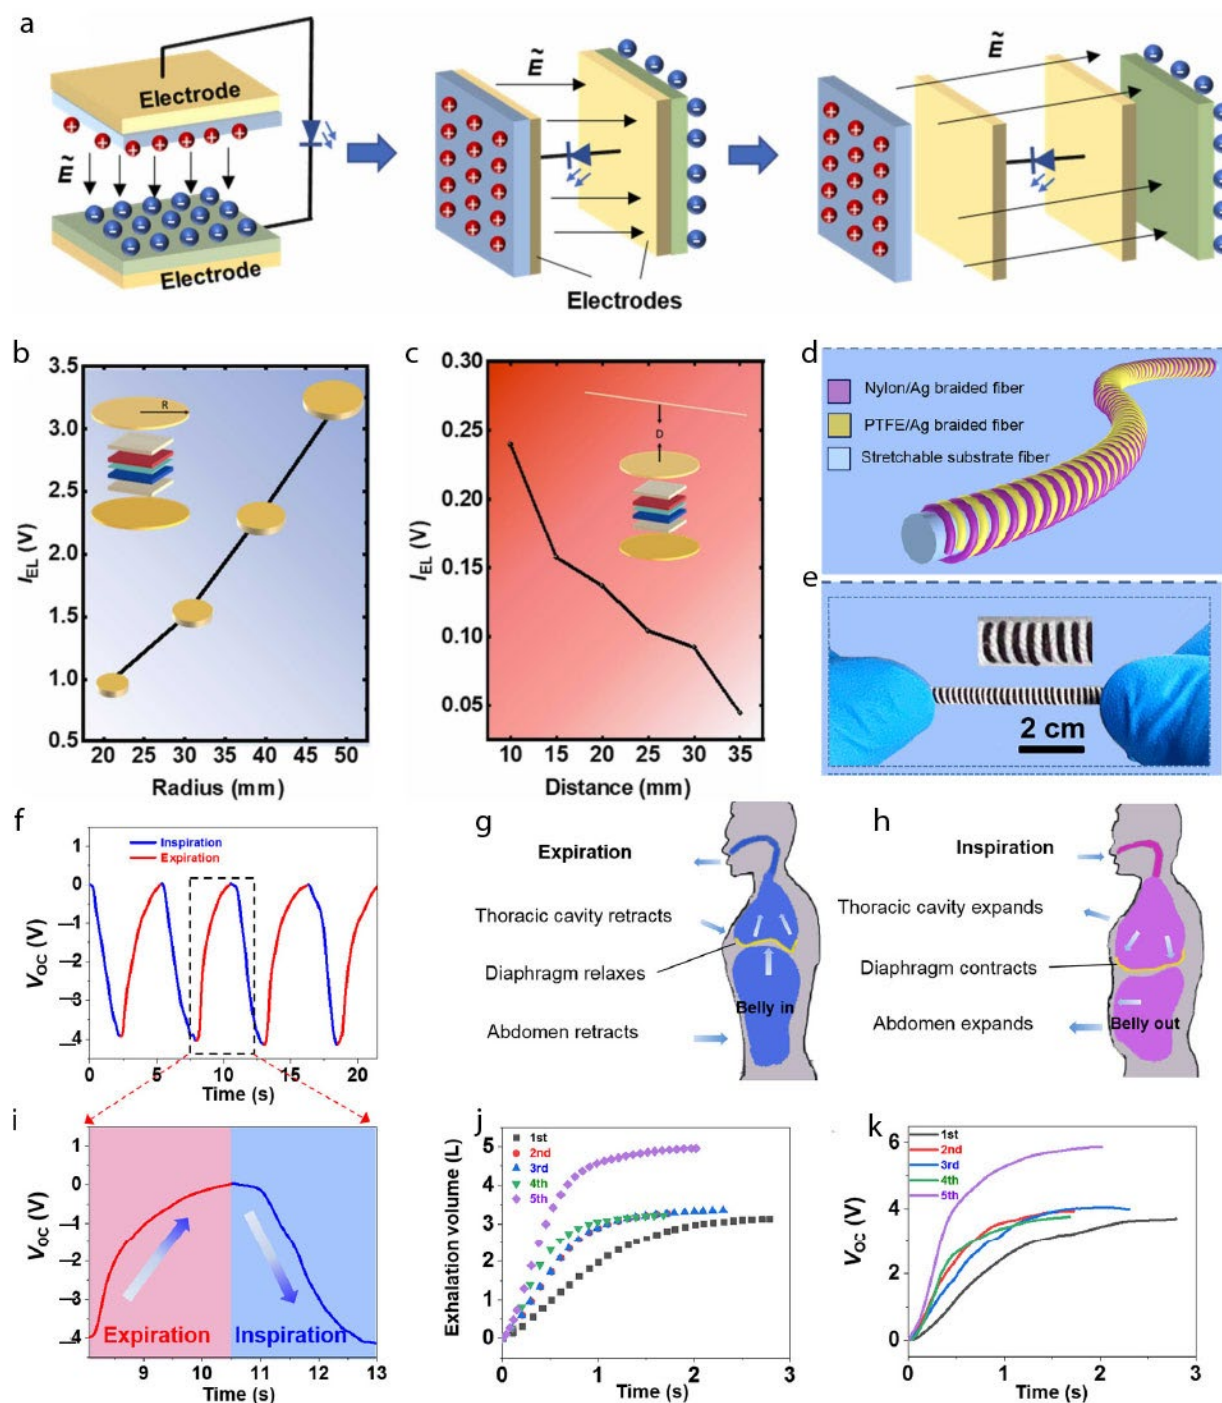 a
Electrode
+ + + + + +
Ẽ
− − − − − − − − − − − − −
Electrode
Ẽ
Electrodes
Ẽ
b
3.5
3.0
2.5
2.0
1.5
1.0
0.5
I_EL (V)
R
20 25 30 35 40 45 50
Radius (mm)
c
0.30
0.25
0.20
0.15
0.10
0.05
I_EL (V)
D
10 15 20 25 30 35
Distance (mm)
d
Nylon/Ag braided fiber
PTFE/Ag braided fiber
Stretchable substrate fiber
e
2 cm
f
Inspiration
Expiration
1
0
−1
−2
−3
−4
V_OC (V)
0 5 10 15 20
Time (s)
g
Expiration
Thoracic cavity retracts
Diaphragm relaxes
Belly in
Abdomen retracts
h
Inspiration
Thoracic cavity expands
Diaphragm contracts
Abdomen expands
Belly out
i
1
0
−1
−2
−3
−4
V_OC (V)
Expiration
Inspiration
9 10 11 12 13
Time (s)
j
1st
2nd
3rd
4th
5th
5
4
3
2
1
0
Exhalation volume (L)
0 1 2 3
Time (s)
k
1st
2nd
3rd
4th
5th
6
4
2
0
V_OC (V)
0 1 2 3
Time (s)